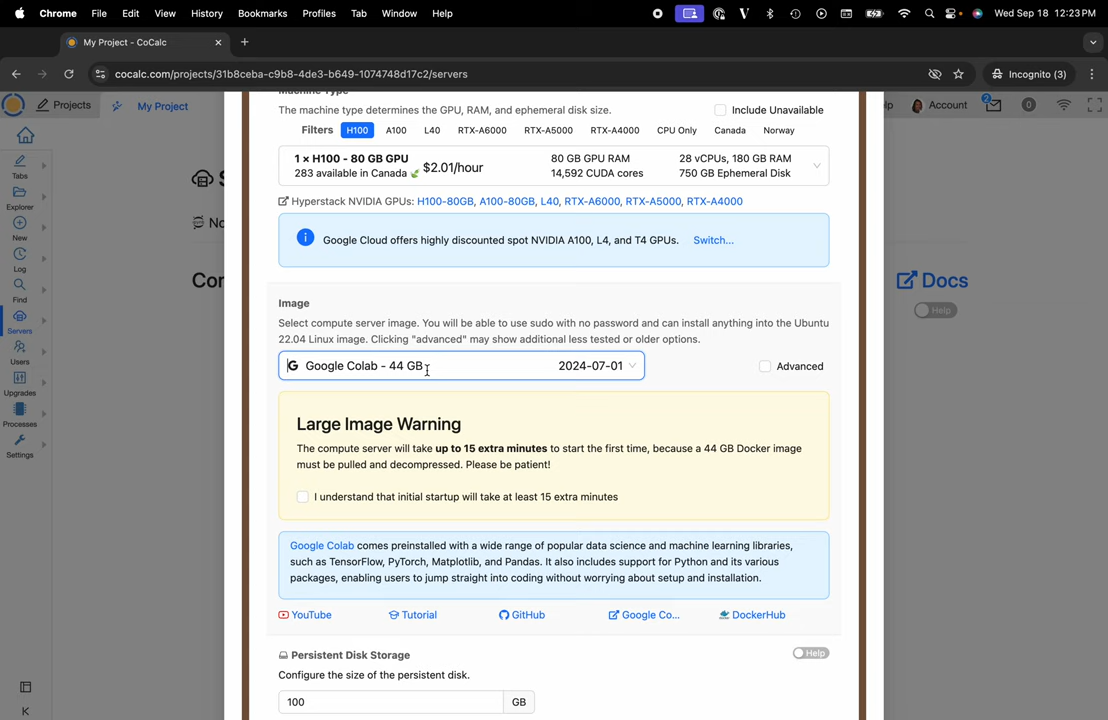 Chrome File Edit View History Bookmarks Profiles Tab Window Help Wed Sep 18 12:23 PM
My Project - CoCalc
cocalc.com/projects/31b8ceba-c9b8-4de3-b649-1074748d17c2/servers Incognito (3)
Projects My Project Account 2 0
Tabs
Explorer
New
Log
Find
Servers
Users
Upgrades
Processes
Settings
No
Docs
Help
The machine type determines the GPU, RAM, and ephemeral disk size. Include Unavailable
Filters H100 A100 L40 RTX-A6000 RTX-A5000 RTX-A4000 CPU Only Canada Norway
1 × H100 - 80 GB GPU $2.01/hour 80 GB GPU RAM 28 vCPUs, 180 GB RAM
283 available in Canada 14,592 CUDA cores 750 GB Ephemeral Disk
Hyperstack NVIDIA GPUs: H100-80GB, A100-80GB, L40, RTX-A6000, RTX-A5000, RTX-A4000
Google Cloud offers highly discounted spot NVIDIA A100, L4, and T4 GPUs. Switch...
Image
Select compute server image. You will be able to use sudo with no password and can install anything into the Ubuntu
22.04 Linux image. Clicking "advanced" may show additional less tested or older options.
Google Colab - 44 GB 2024-07-01 Advanced
Large Image Warning
The compute server will take up to 15 extra minutes to start the first time, because a 44 GB Docker image
must be pulled and decompressed. Please be patient!
I understand that initial startup will take at least 15 extra minutes
Google Colab comes preinstalled with a wide range of popular data science and machine learning libraries,
such as TensorFlow, PyTorch, Matplotlib, and Pandas. It also includes support for Python and its various
packages, enabling users to jump straight into coding without worrying about setup and installation.
YouTube Tutorial GitHub Google Co... DockerHub
Persistent Disk Storage Help
Configure the size of the persistent disk.
100 GB